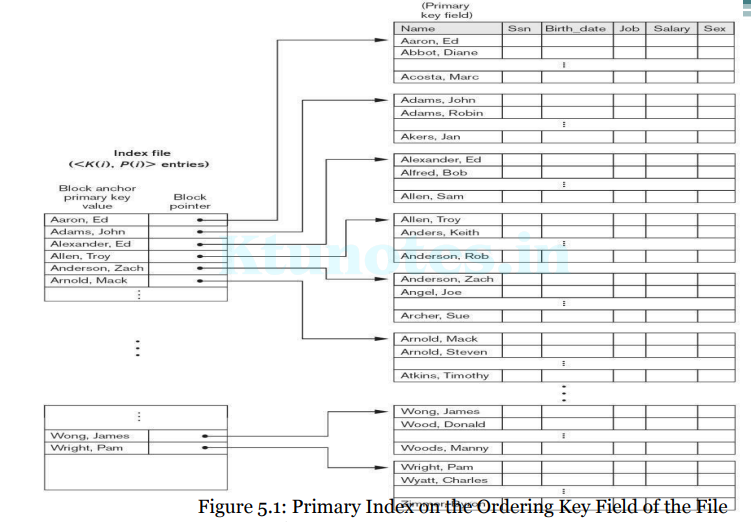 (Primary
key field)
Name Ssn Birth_date Job Salary Sex
Aaron, Ed
Abbot, Diane
⋮
Acosta, Marc
Adams, John
Adams, Robin
⋮
Akers, Jan
Alexander, Ed
Alfred, Bob
⋮
Allen, Sam
Allen, Troy
Anders, Keith
⋮
Anderson, Rob
Anderson, Zach
Angel, Joe
⋮
Archer, Sue
Arnold, Mack
Arnold, Steven
⋮
Atkins, Timothy
⋮
Wong, James
Wood, Donald
⋮
Woods, Manny
Wright, Pam
Wyatt, Charles
⋮
Index file
(<K(i), P(i)> entries)
Block anchor
primary key
value
Block
pointer
Aaron, Ed
Adams, John
Alexander, Ed
Allen, Troy
Anderson, Zach
Arnold, Mack
⋮
⋮
⋮
Wong, James
Wright, Pam
Ktunotes.in
Figure 5.1: Primary Index on the Ordering Key Field of the File